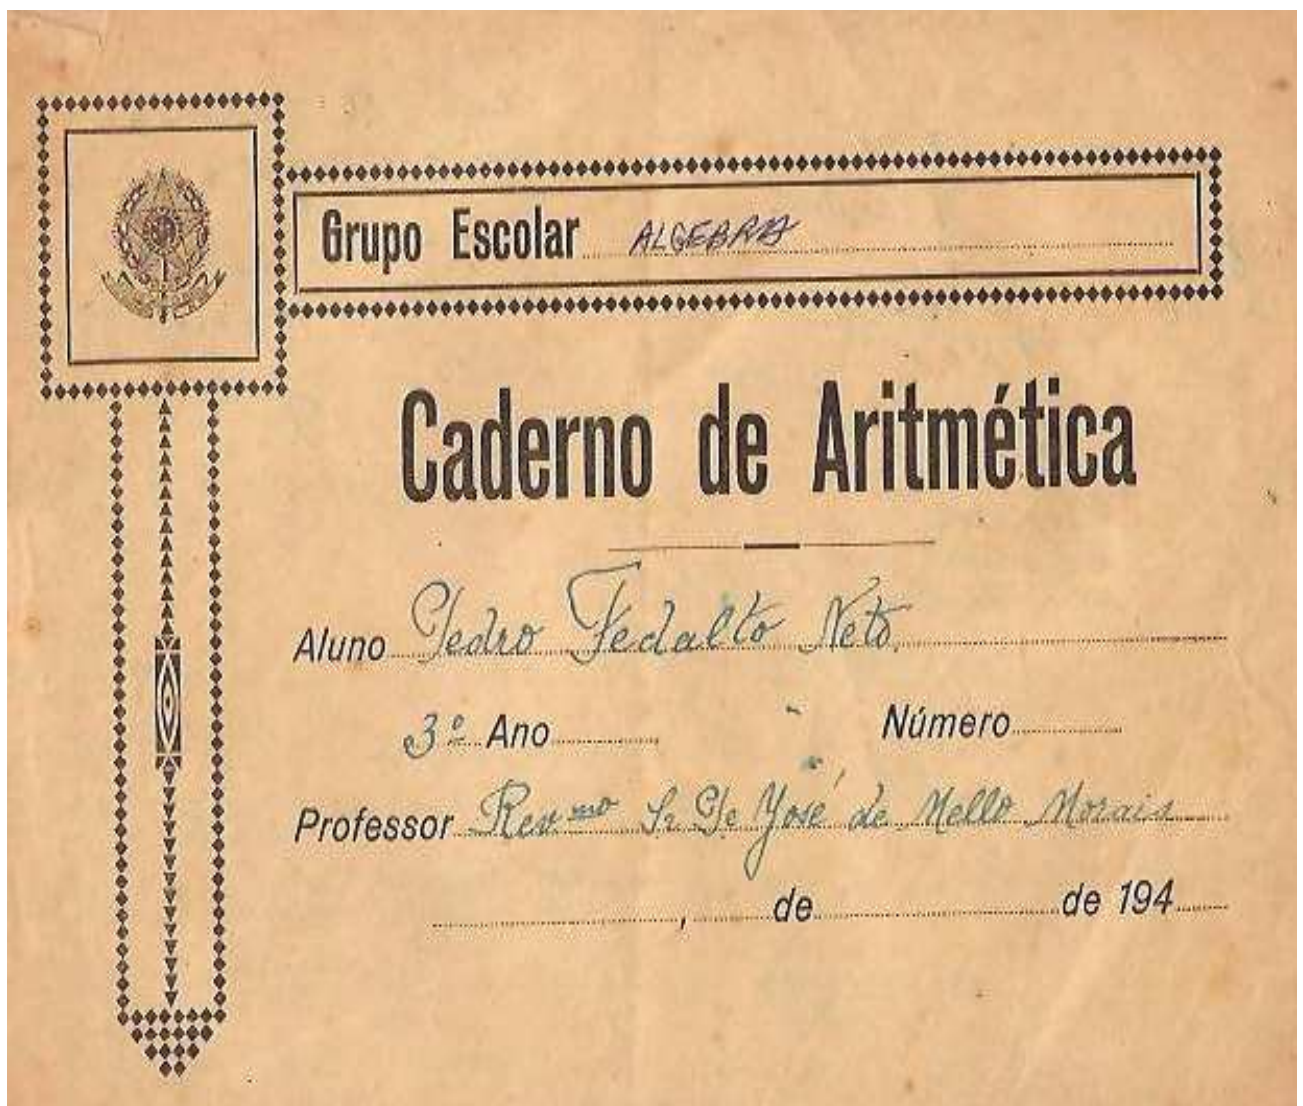 Grupo Escolar ALGEBRA
Caderno de Aritmética
Aluno Pedro Fedalto Neto.
3º Ano Número
Professor Revmo Sr. Pe José de Mello Morais
, de de 194